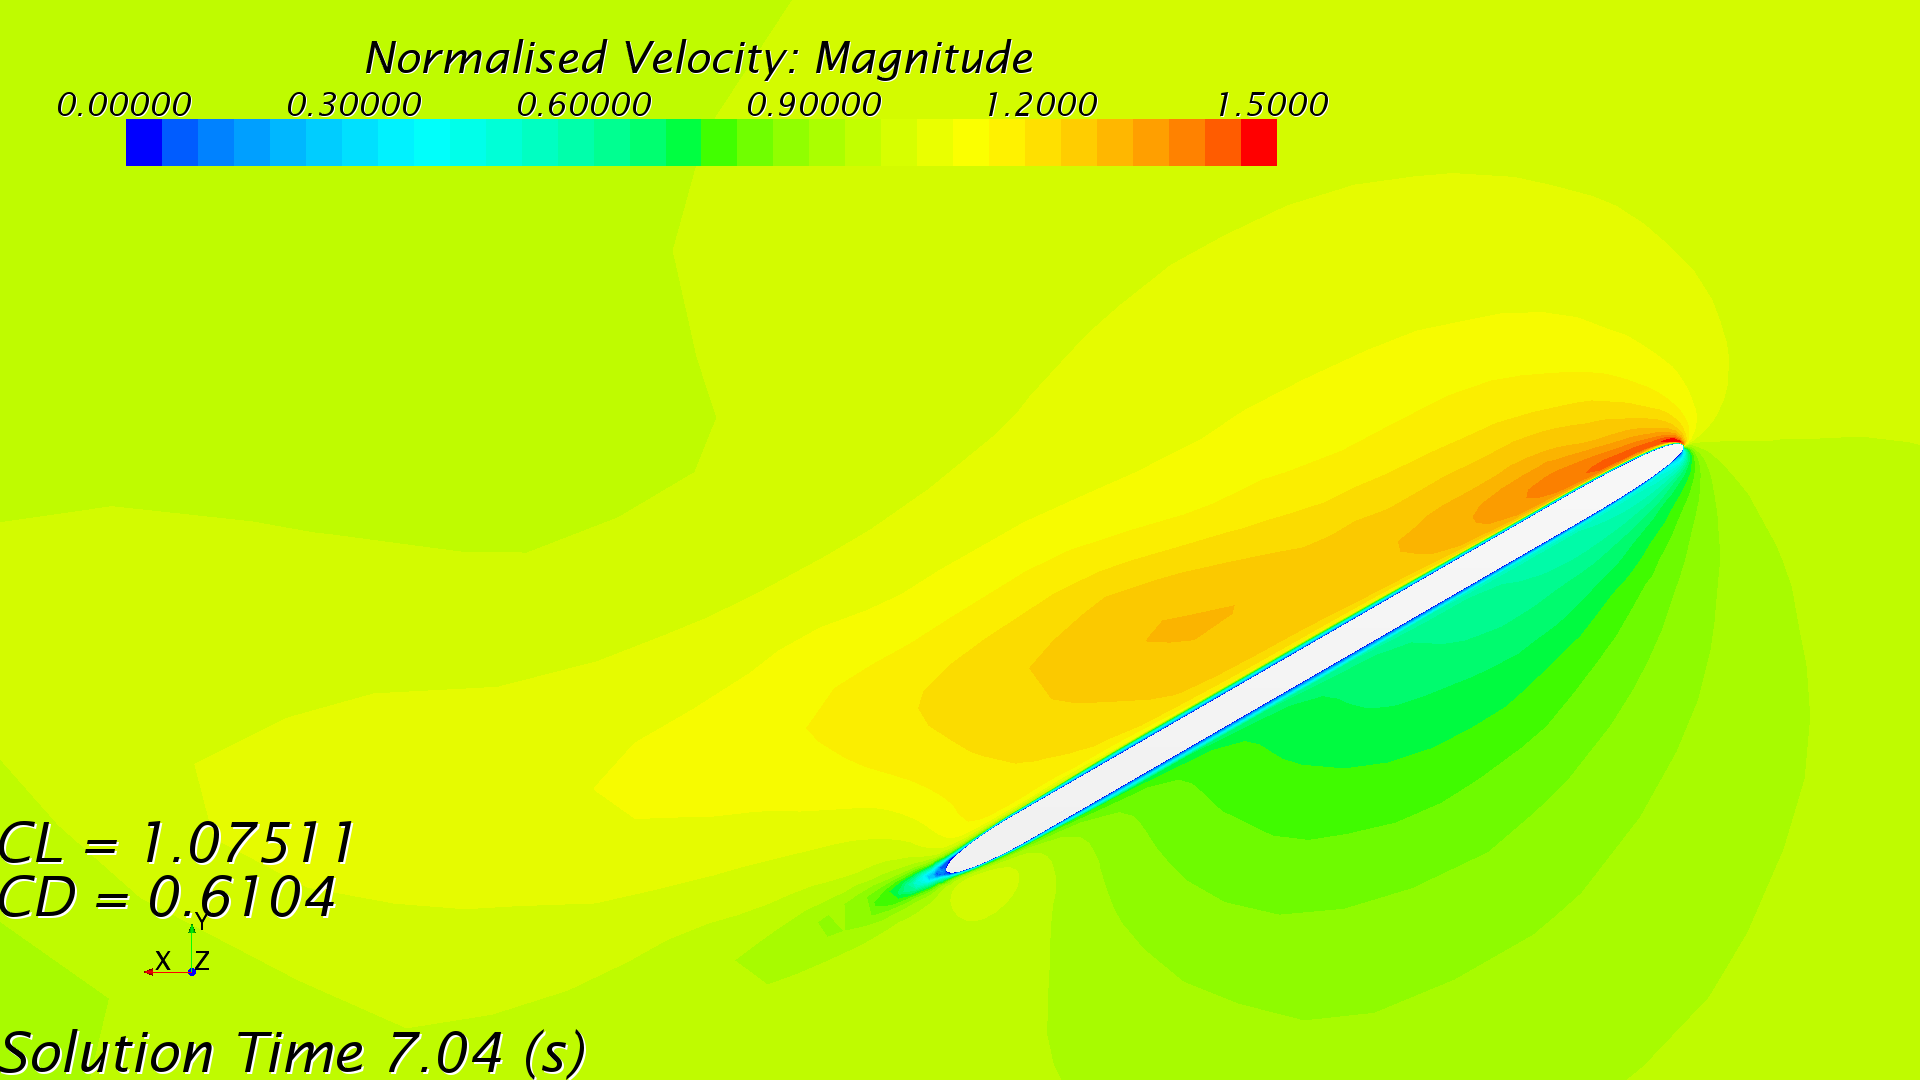 Normalised Velocity: Magnitude
0.00000 0.30000 0.60000 0.90000 1.2000 1.5000
CL = 1.07511
CD = 0.6104
Y
X Z
Solution Time 7.04 (s)